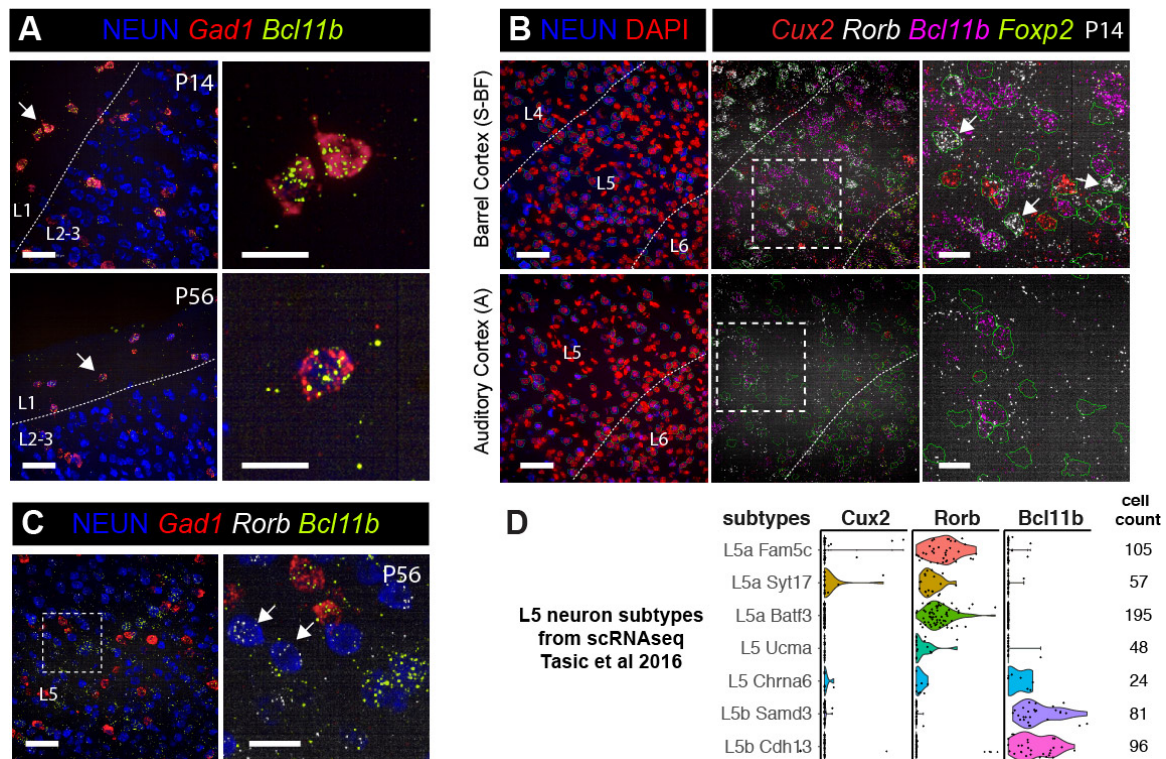 A
NEUN Gad1 Bcl11b
P14
L1
L2-3
P56
L1
L2-3
B
NEUN DAPI
Cux2 Rorb Bcl11b Foxp2 P14
Barrel Cortex (S-BF)
L4
L5
L6
Auditory Cortex (A)
L5
L6
C
NEUN Gad1 Rorb Bcl11b
L5
P56
D
L5 neuron subtypes
from scRNAseq
Tasic et al 2016
subtypes Cux2 Rorb Bcl11b cell
count
L5a Fam5c 105
L5a Syt17 57
L5a Batf3 195
L5 Ucma 48
L5 Chrna6 24
L5b Samd3 81
L5b Cdh13 96